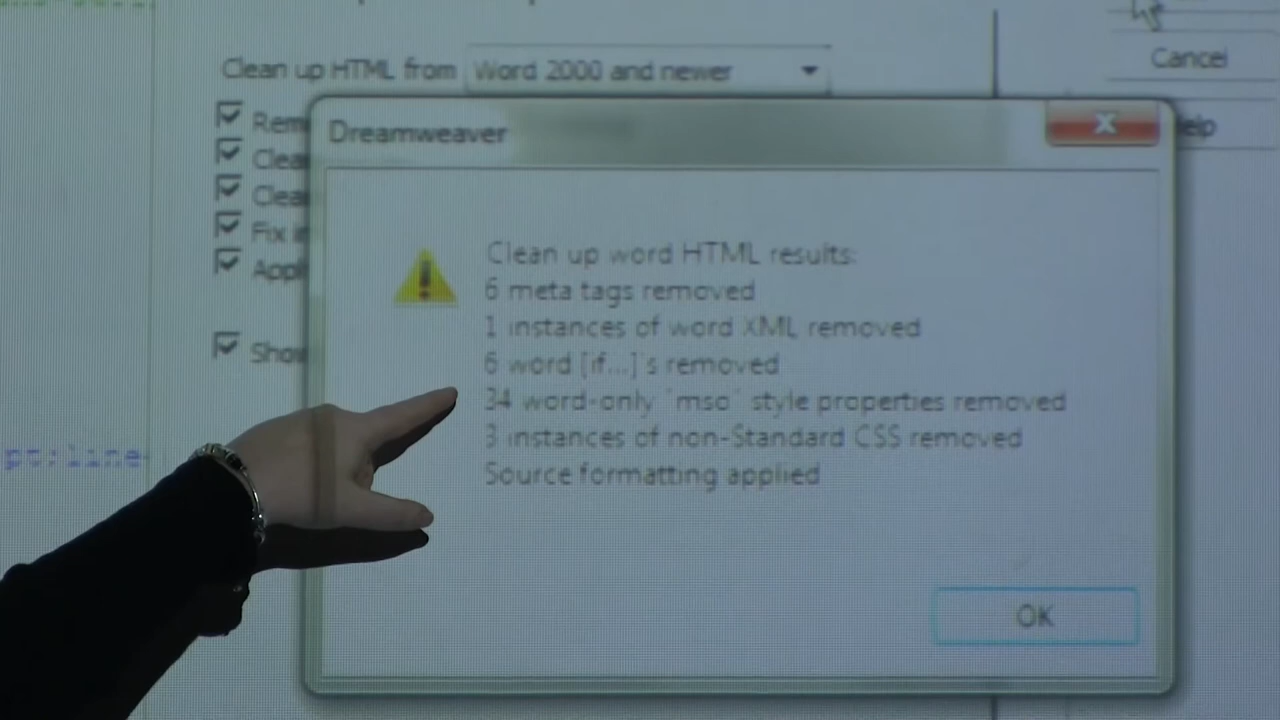 Clean up HTML from Word 2000 and newer
Cancel
Dreamweaver
Fix
Clean up word HTML results:
6 meta tags removed
1 instances of word XML removed
6 word [if...]'s removed
34 word-only `mso` style properties removed
3 instances of non-Standard CSS removed
Source formatting applied
OK